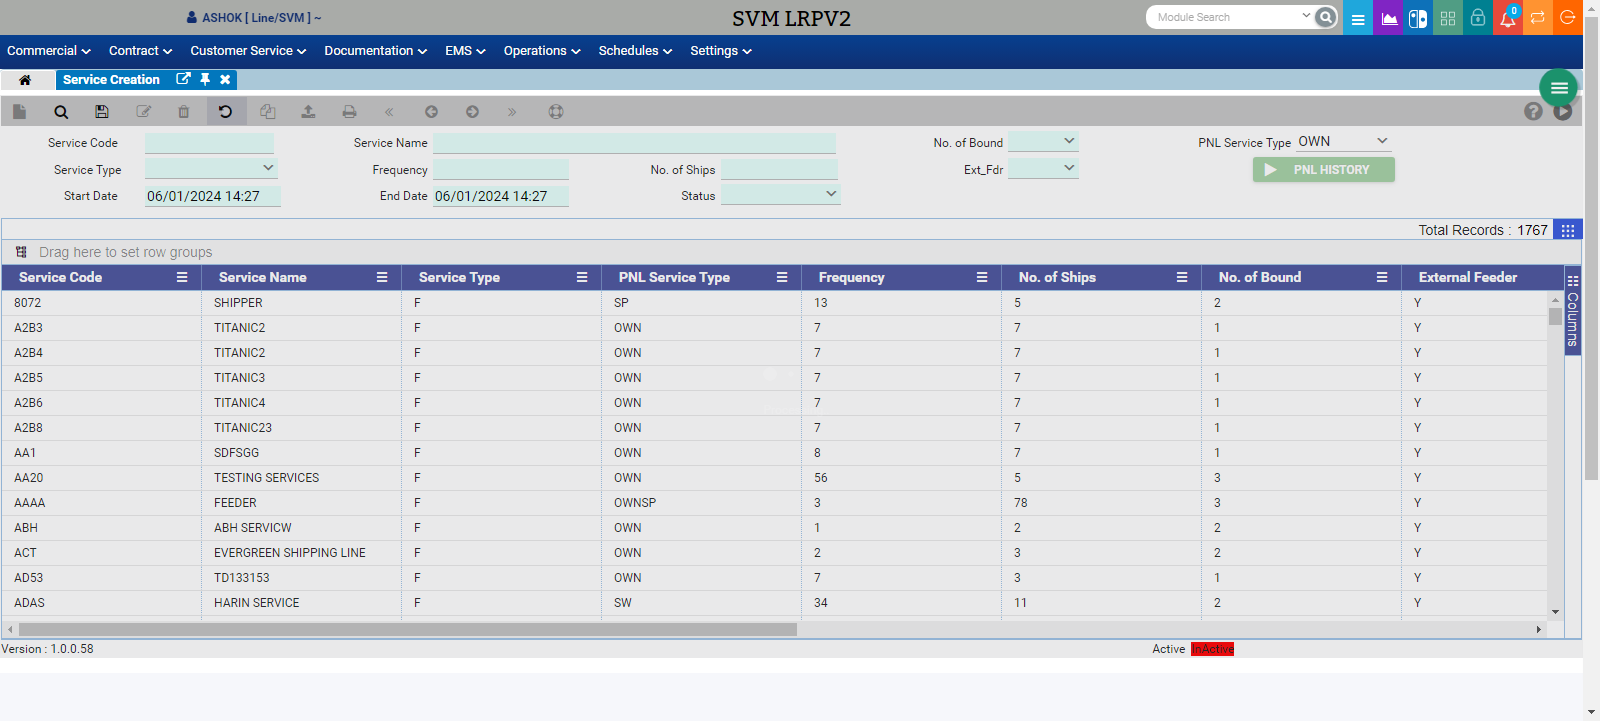 ASHOK [ Line/SVM ] ~ SVM LRPV2 Module Search 0
Commercial Contract Customer Service Documentation EMS Operations Schedules Settings
Service Creation
Service Code Service Name No. of Bound PNL Service Type OWN
Service Type Frequency No. of Ships Ext_Fdr PNL HISTORY
Start Date 06/01/2024 14:27 End Date 06/01/2024 14:27 Status
Total Records : 1767
Drag here to set row groups
Service Code Service Name Service Type PNL Service Type Frequency No. of Ships No. of Bound External Feeder
Columns
8072 SHIPPER F SP 13 5 2 Y
A2B3 TITANIC2 F OWN 7 7 1 Y
A2B4 TITANIC2 F OWN 7 7 1 Y
A2B5 TITANIC3 F OWN 7 7 1 Y
A2B6 TITANIC4 F OWN 7 7 1 Y
A2B8 TITANIC23 F OWN 7 7 1 Y
AA1 SDFSGG F OWN 8 7 1 Y
AA20 TESTING SERVICES F OWN 56 5 3 Y
AAAA FEEDER F OWNSP 3 78 3 Y
ABH ABH SERVICW F OWN 1 2 2 Y
ACT EVERGREEN SHIPPING LINE F OWN 2 3 2 Y
AD53 TD133153 F OWN 7 3 1 Y
ADAS HARIN SERVICE F SW 34 11 2 Y
Version : 1.0.0.58 Active InActive